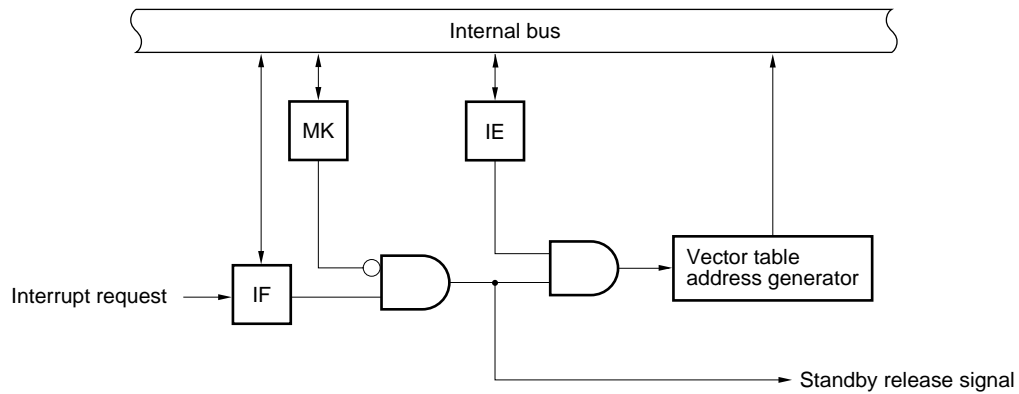 Internal bus
MK
IE
Vector table
address generator
Interrupt request
IF
Standby release signal